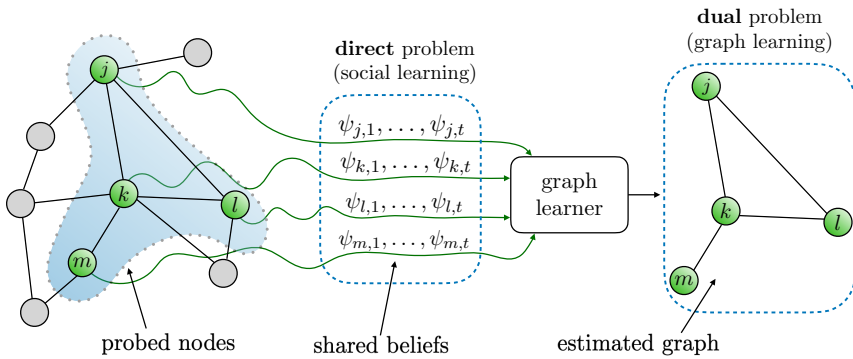 direct problem
(social learning)
dual problem
(graph learning)
j
k
l
m
ψ_{j,1}, . . . , ψ_{j,t}
ψ_{k,1}, . . . , ψ_{k,t}
ψ_{l,1}, . . . , ψ_{l,t}
ψ_{m,1}, . . . , ψ_{m,t}
graph
learner
j
k
l
m
probed nodes
shared beliefs
estimated graph